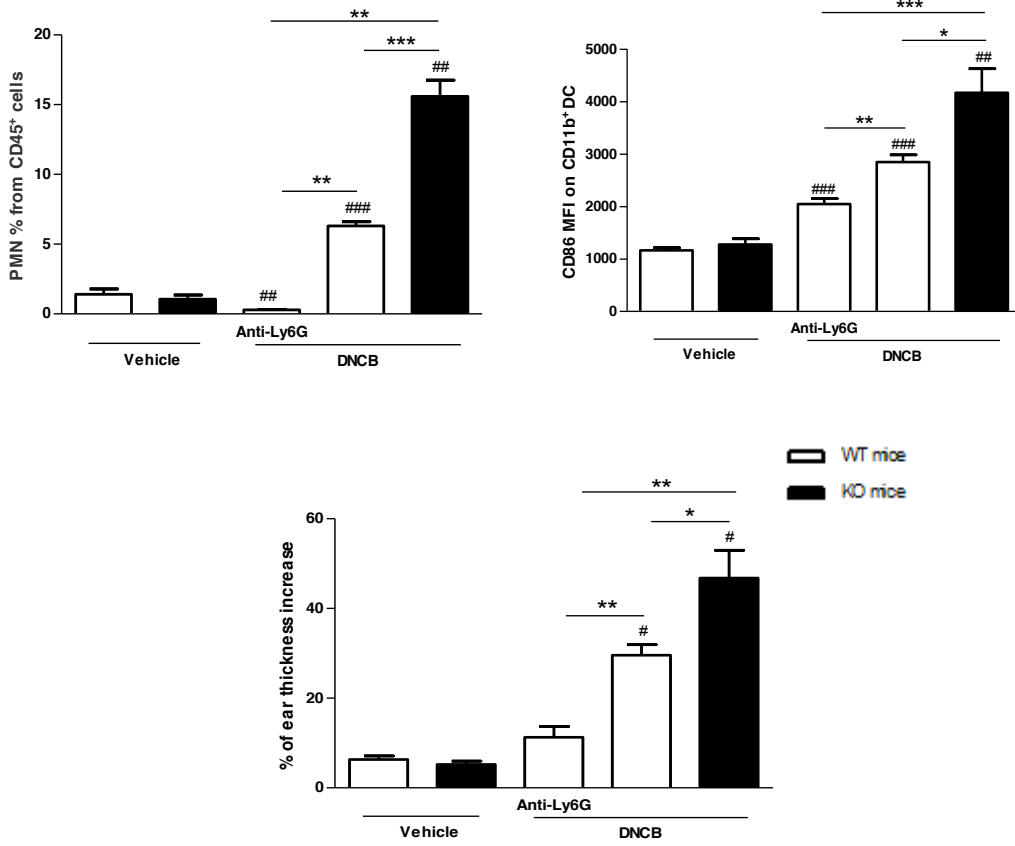 **
***
##
20
15
10
5
0
PMN % from CD45⁺ cells
**
###
##
Anti-Ly6G
Vehicle
DNCB
***
*
##
5000
4000
3000
2000
1000
0
CD86 MFI on CD11b⁺DC
**
###
###
Anti-Ly6G
Vehicle
DNCB
WT mice
KO mice
**
*
#
60
40
20
0
% of ear thickness increase
**
#
Anti-Ly6G
Vehicle
DNCB